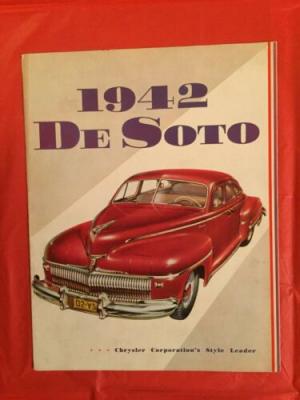 1942
DE SOTO
• • • Chrysler Corporation's Style Leader